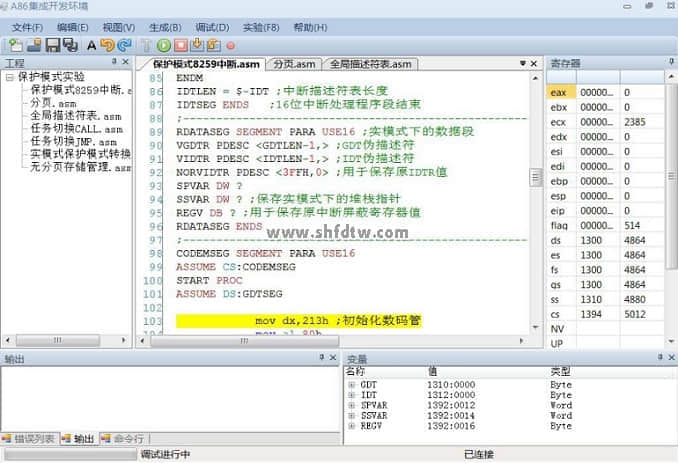 A86集成开发环境
文件(F) 编辑(E) 视图(V) 生成(B) 调试(D) 实验(F8) 帮助(H)
工程
保护模式实验
保护模式8259中断.a
分页.asm
全局描述符表.asm
任务切换CALL.asm
任务切换JMP.asm
实模式保护模式转换
无分页存储管理.asm
保护模式8259中断.asm 分页.asm 全局描述符表.asm
85 ENDM
86 IDTLEN = $-IDT ;中断描述符表长度
87 IDTSEG ENDS ;16位中断处理程序段结束
88 ;----------------------------------------
89 RDATASEG SEGMENT PARA USE16 ;实模式下的数据段
90 VGDTR PDESC <GDTLEN-1,> ;GDT伪描述符
91 VIDTR PDESC <IDTLEN-1,> ;IDT伪描述符
92 NORVIDTR PDESC <3FFH,0> ;用于保存原IDTR值
93 SPVAR DW ?
94 SSVAR DW ? ;保存实模式下的堆栈指针
95 REGV DB ? ;用于保存原中断屏蔽寄存器值
96 RDATASEG ENDS
97 ;----------------------------------------
98 CODEMSEG SEGMENT PARA USE16
99 ASSUME CS:CODEMSEG
100 START PROC
101 ASSUME DS:GDTSEG
102
103 mov dx,213h ;初始化数码管
104 mov al,80h
www.shfdtw.com
寄存器
eax 00000... 0
ebx 00000... 0
ecx 00000... 2385
edx 00000... 0
esi 00000... 0
edi 00000... 0
ebp 00000... 0
esp 00000... 0
eip 00000... 0
flag 00000... 514
ds 1300 4864
es 1300 4864
fs 1300 4864
gs 1300 4864
ss 1310 4880
cs 1394 5012
NV
UP
输出
错误列表 输出 命令行
变量
名称 值 类型
GDT 1310:0000 Byte
IDT 1312:0000 Byte
SPVAR 1392:0012 Word
SSVAR 1392:0014 Word
REGV 1392:0016 Byte
调试进行中 已连接